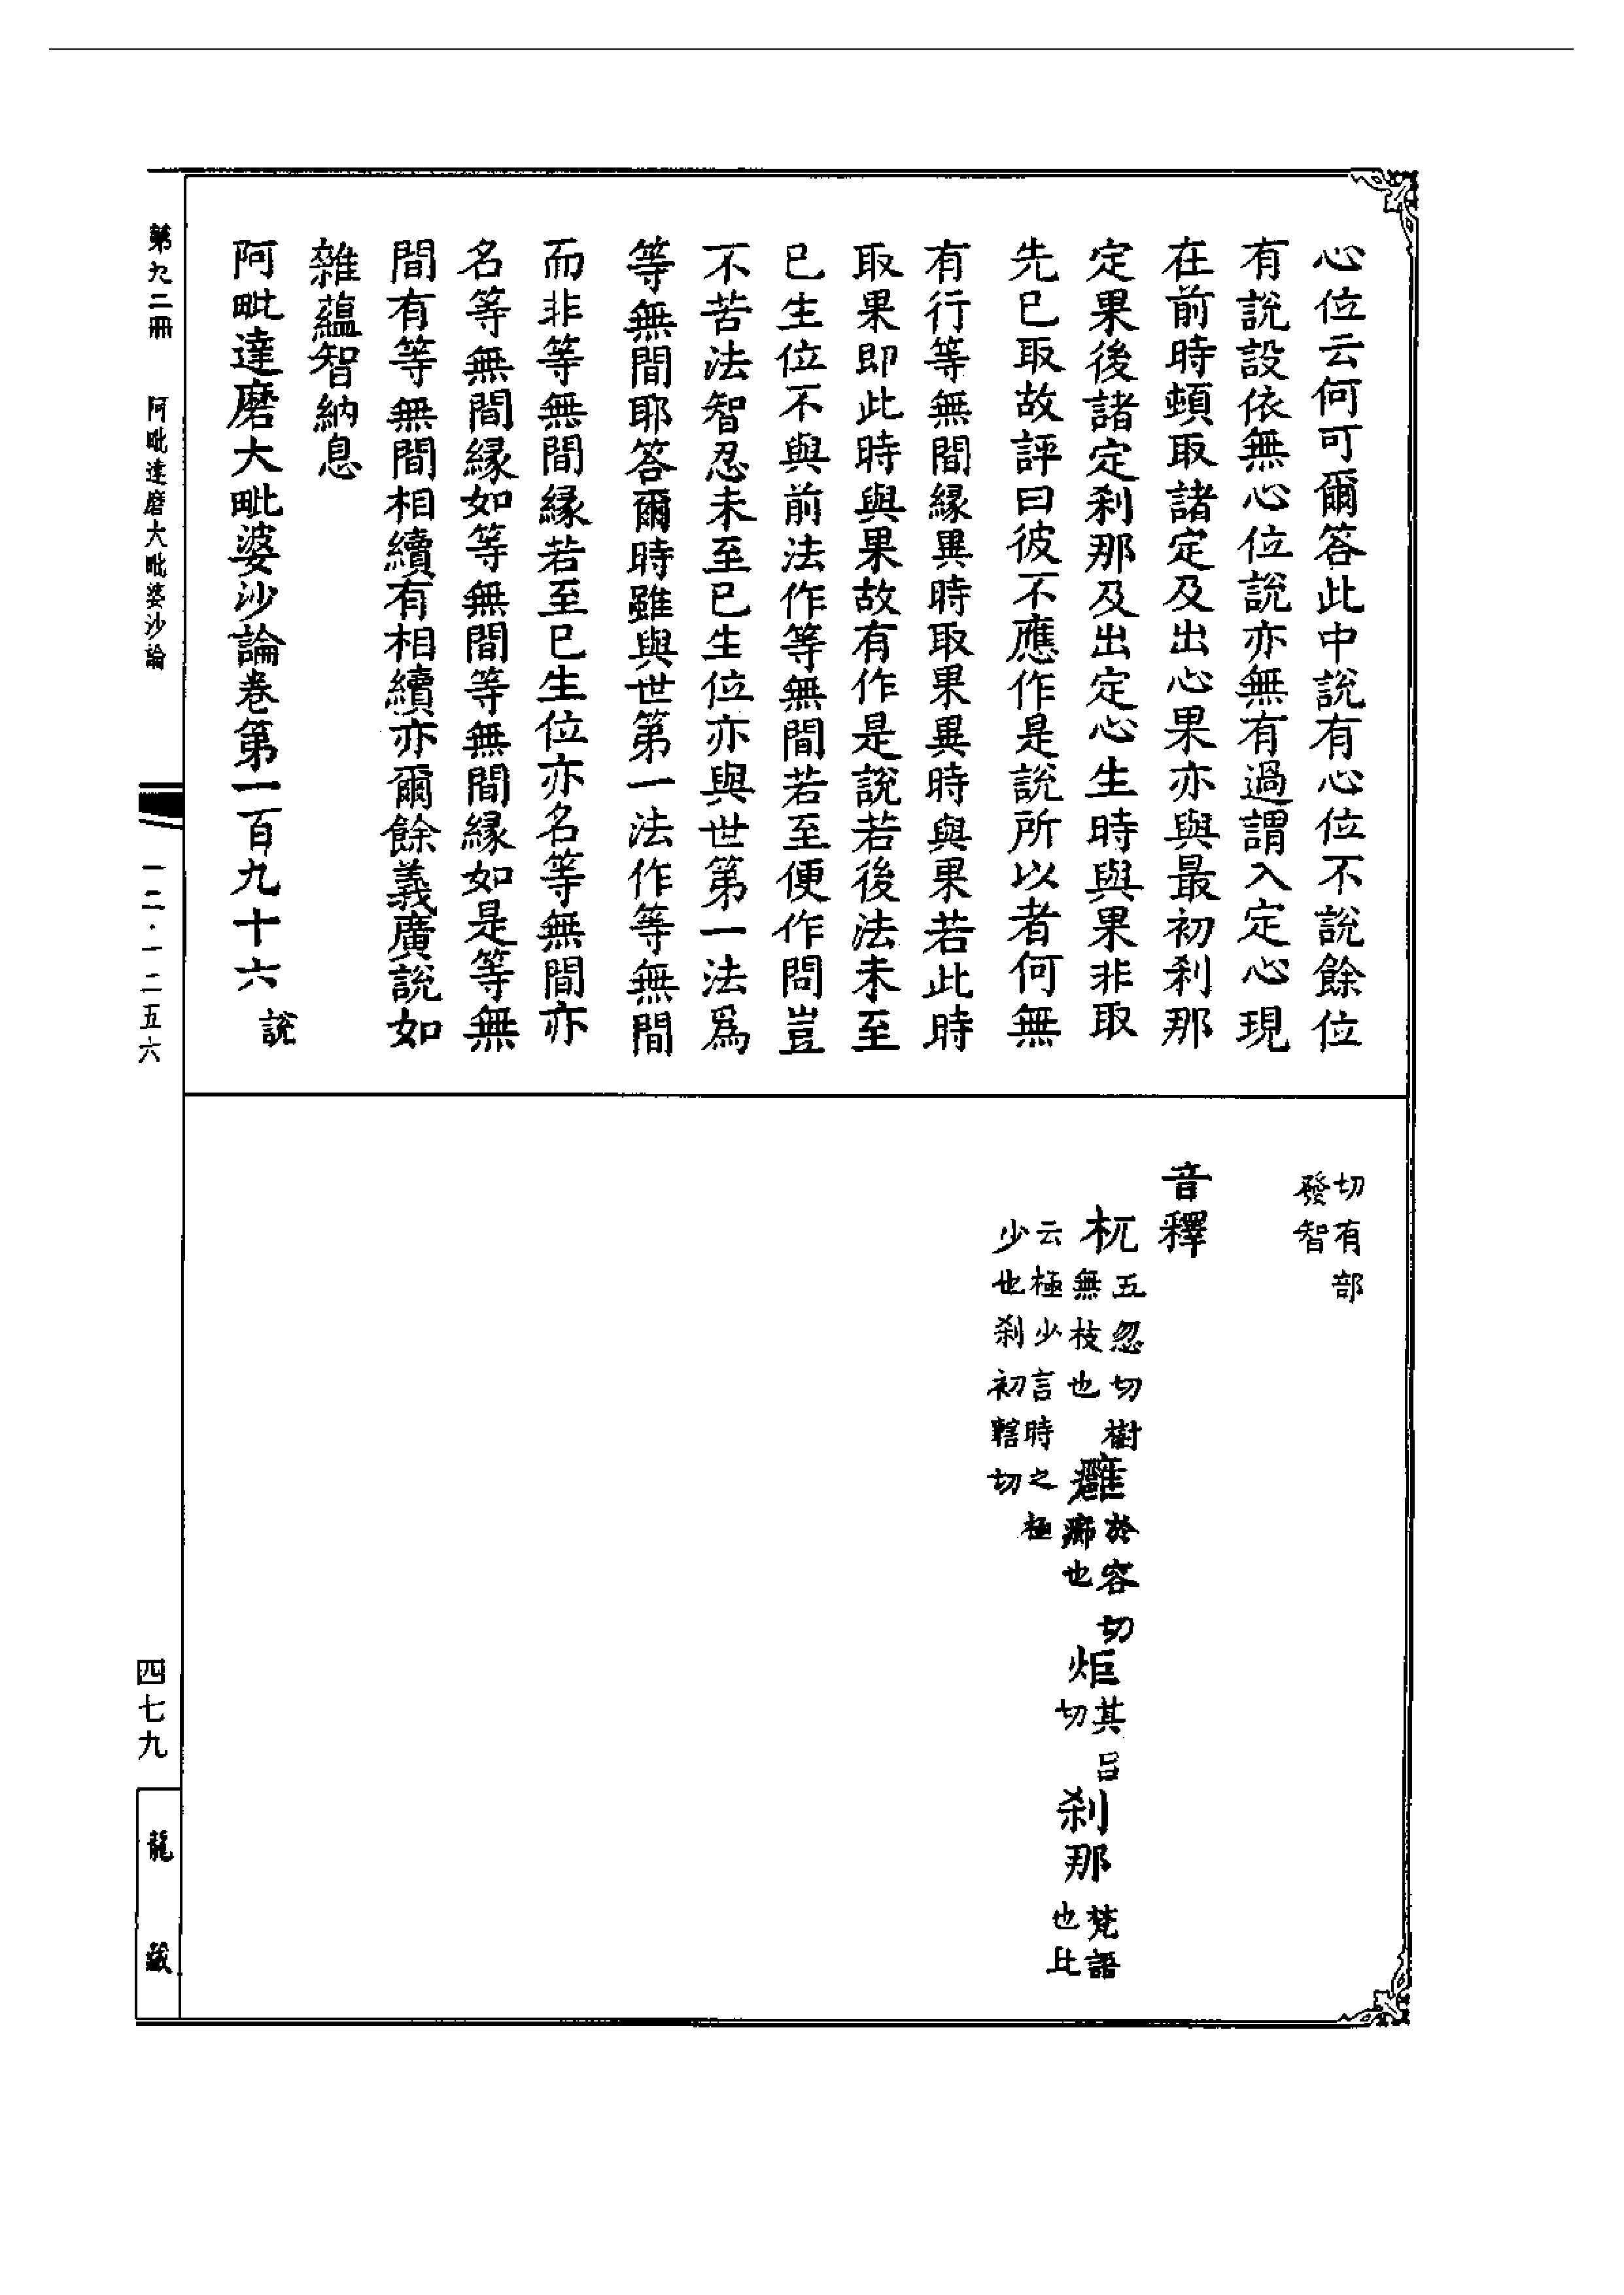 心位云何可爾答此中說有心位不說餘位
有說設依無心位說亦無有過謂入定心現
在前時頓取諸定及出心果亦與最初剎那
定果後諸定剎那及出定心生時與果非取
先已取故評曰彼不應作是說所以者何無
有行等無間緣異時取果異時與果若此時
取果即此時與果故有作是說若後法未至
已生位不與前法作等無間若至便作問豈
不苦法智忍未至已生位亦與世第一法為
等無間耶答爾時雖與世第一法作等無間
而非等無間緣若至已生位亦名等無間亦
名等無間緣如等無間等無間緣如是等無
間有等無間相續有相續亦爾餘義廣說如
雜蘊智納息
阿毗達磨大毗婆沙論卷第一百九十六 說
切有部
發智
音釋
杌五忽切樹無枝也 癰於容切癤也 炬其呂切 剎那梵語也此
云極少言時之極
少也剎初轄切
第九二冊 阿毗達磨大毗婆沙論 一二·一二五六 四七九 龍藏